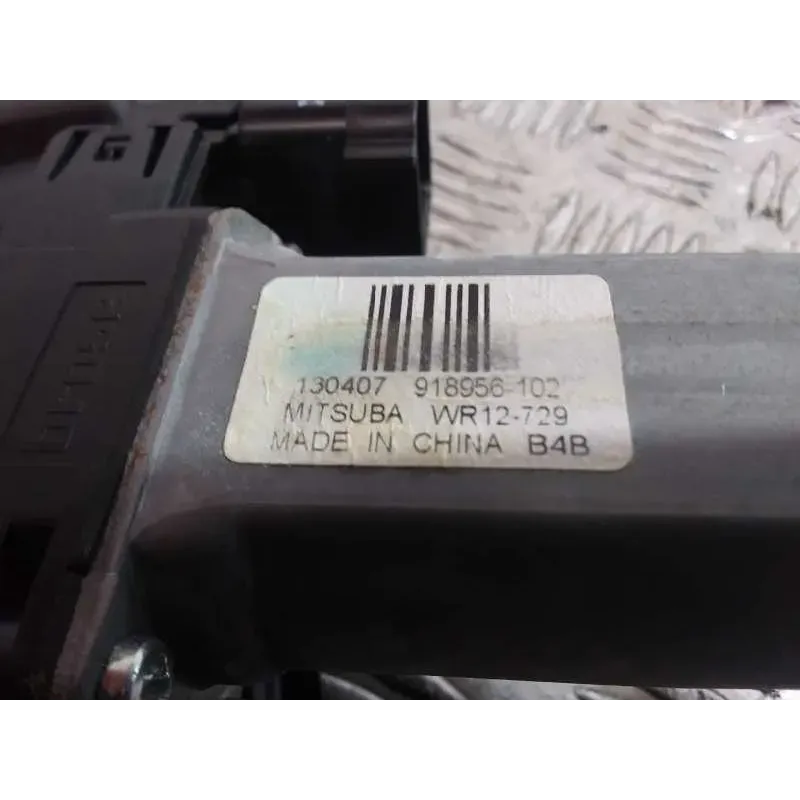 130407 918956-102
MITSUBA WR12-729
MADE IN CHINA B4B